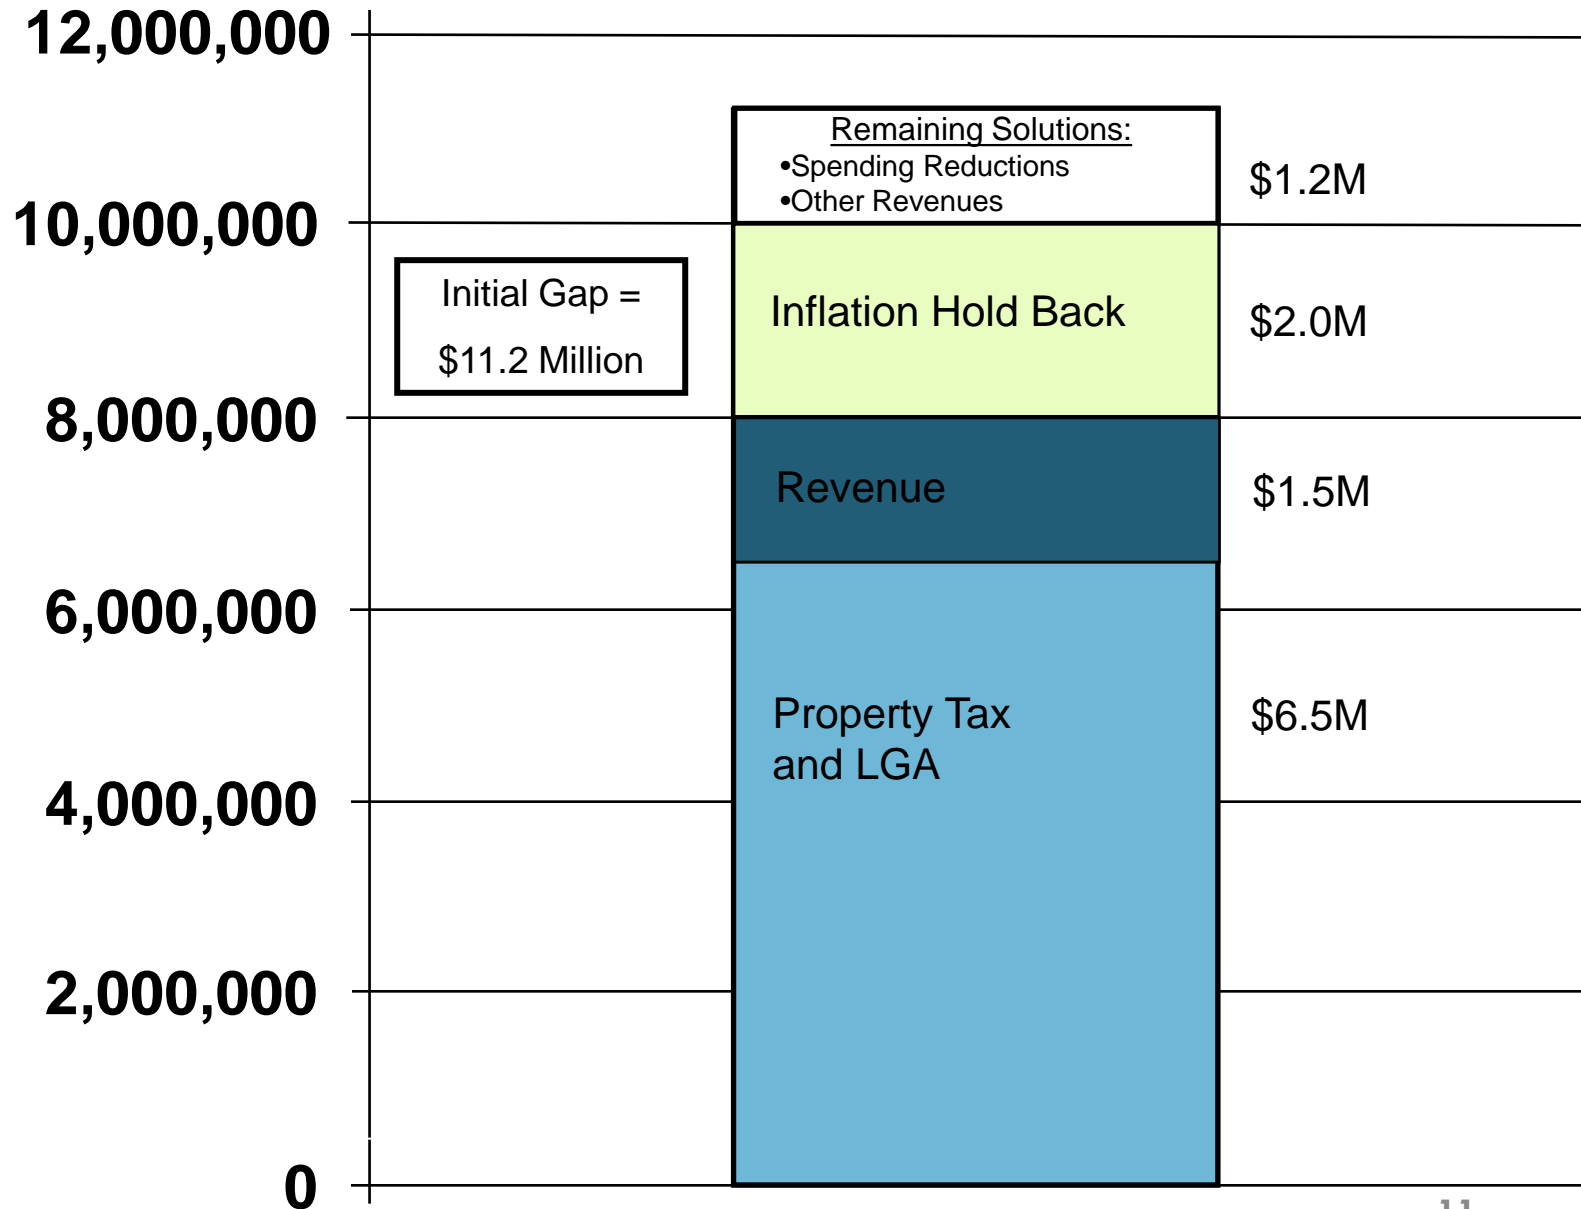 12,000,000
Remaining Solutions:
•Spending Reductions
•Other Revenues
$1.2M
10,000,000
Initial Gap =
$11.2 Million
Inflation Hold Back
$2.0M
8,000,000
Revenue
$1.5M
6,000,000
Property Tax
and LGA
$6.5M
4,000,000
2,000,000
0